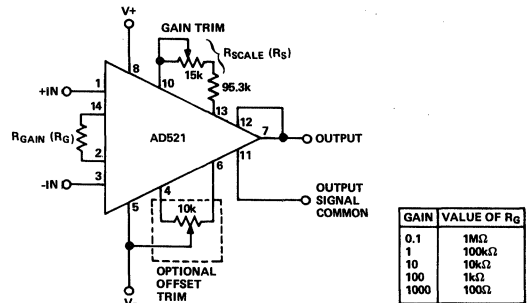 V+
GAIN TRIM
RSCALE (RS)
15k
8
10
95.3k
+IN
1
13
14
12
RGAIN (RG)
AD521
7
OUTPUT
2
11
-IN
3
6
4
5
OUTPUT
SIGNAL
COMMON
10k
OPTIONAL
OFFSET
TRIM
V
GAIN VALUE OF RG
0.1 1MΩ
1 100kΩ
10 10kΩ
100 1kΩ
1000 100Ω